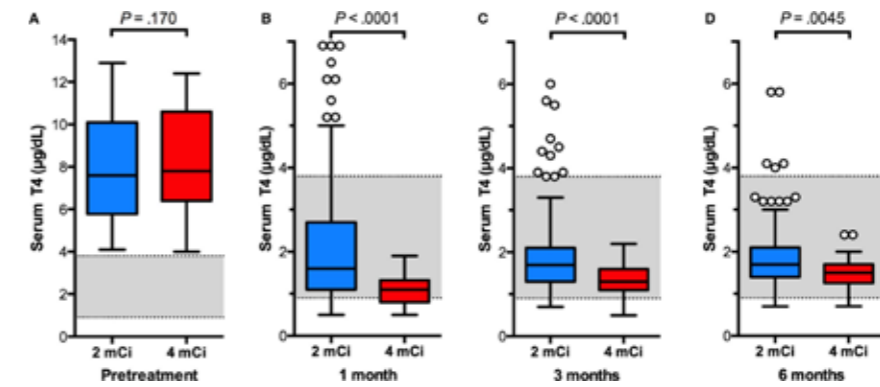 A P = .170
14
12
10
8
6
4
2
0
Serum T4 (µg/dL)
2 mCi 4 mCi
Pretreatment
B P < .0001
6
4
2
0
Serum T4 (µg/dL)
2 mCi 4 mCi
1 month
C P < .0001
6
4
2
0
Serum T4 (µg/dL)
2 mCi 4 mCi
3 months
D P = .0045
6
4
2
0
Serum T4 (µg/dL)
2 mCi 4 mCi
6 months